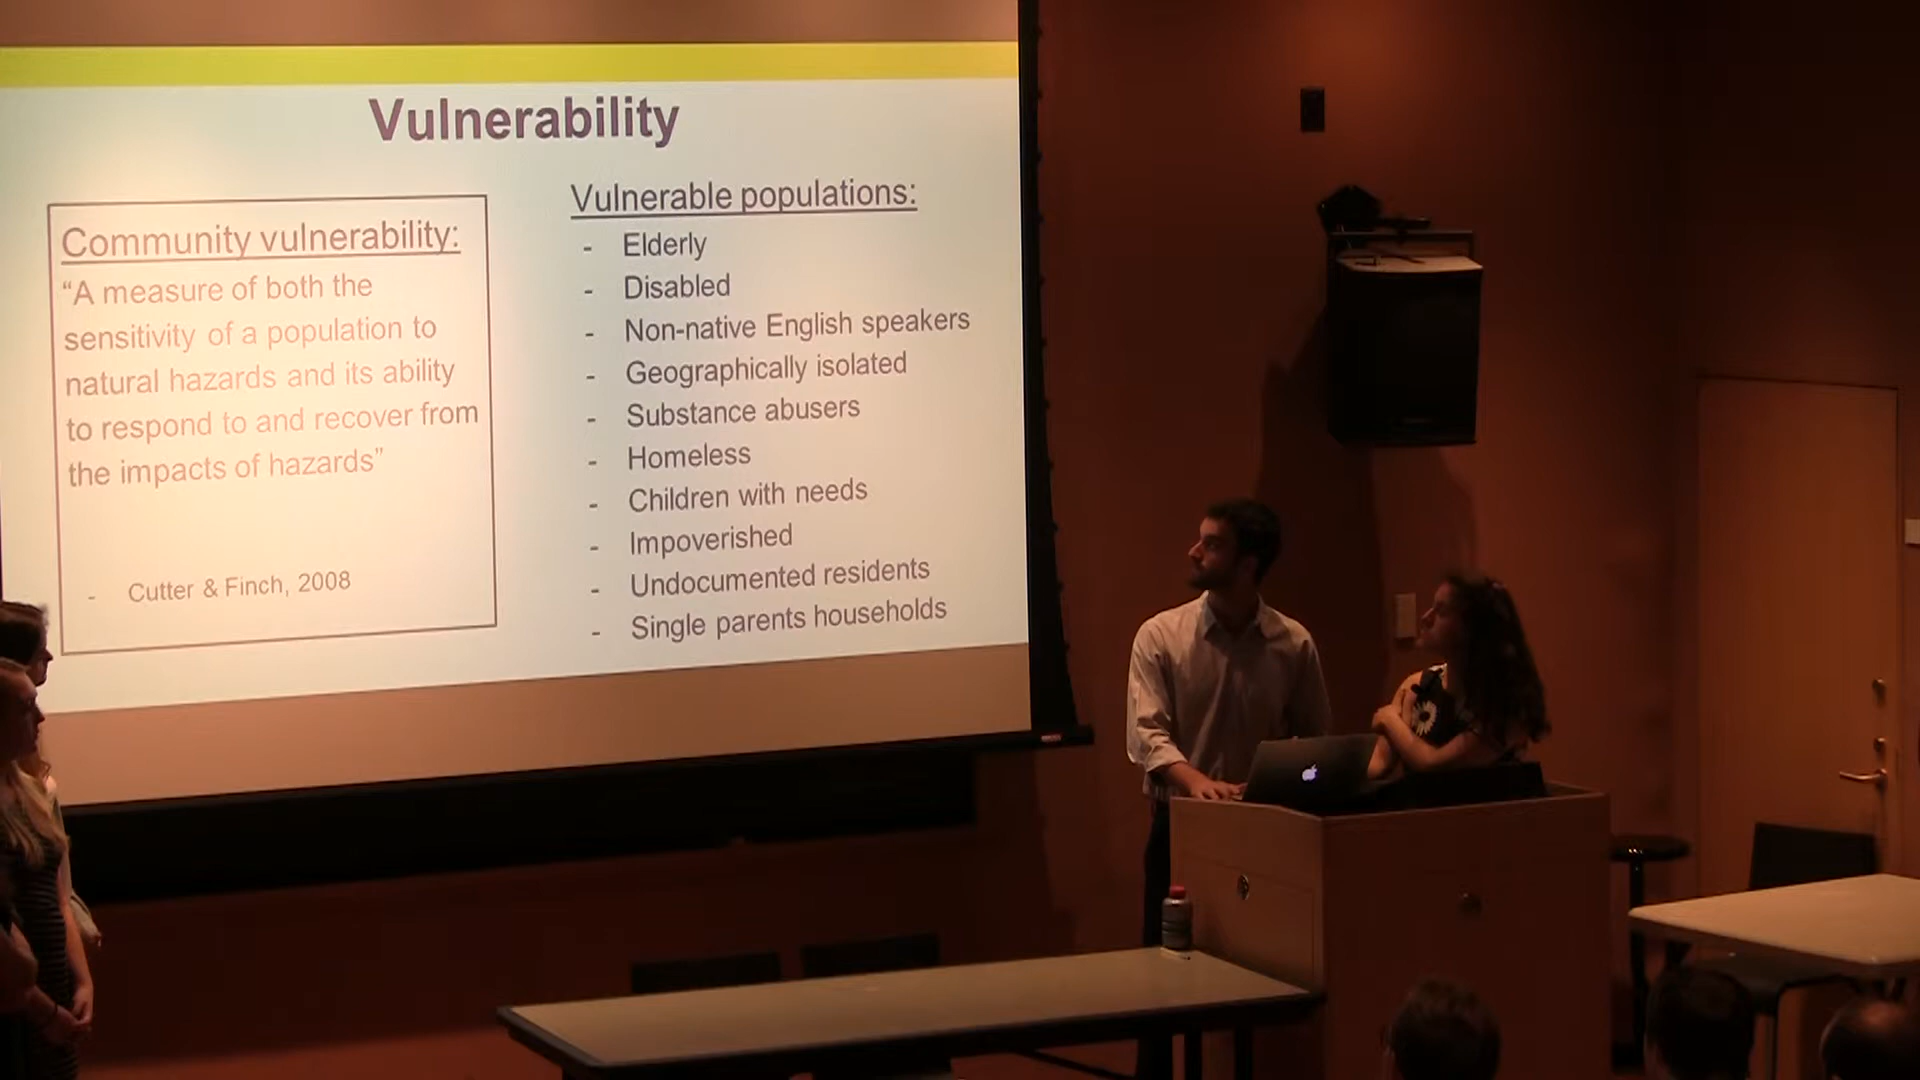 Vulnerability
Community vulnerability:
“A measure of both the
sensitivity of a population to
natural hazards and its ability
to respond to and recover from
the impacts of hazards”
- Cutter & Finch, 2008
Vulnerable populations:
- Elderly
- Disabled
- Non-native English speakers
- Geographically isolated
- Substance abusers
- Homeless
- Children with needs
- Impoverished
- Undocumented residents
- Single parents households